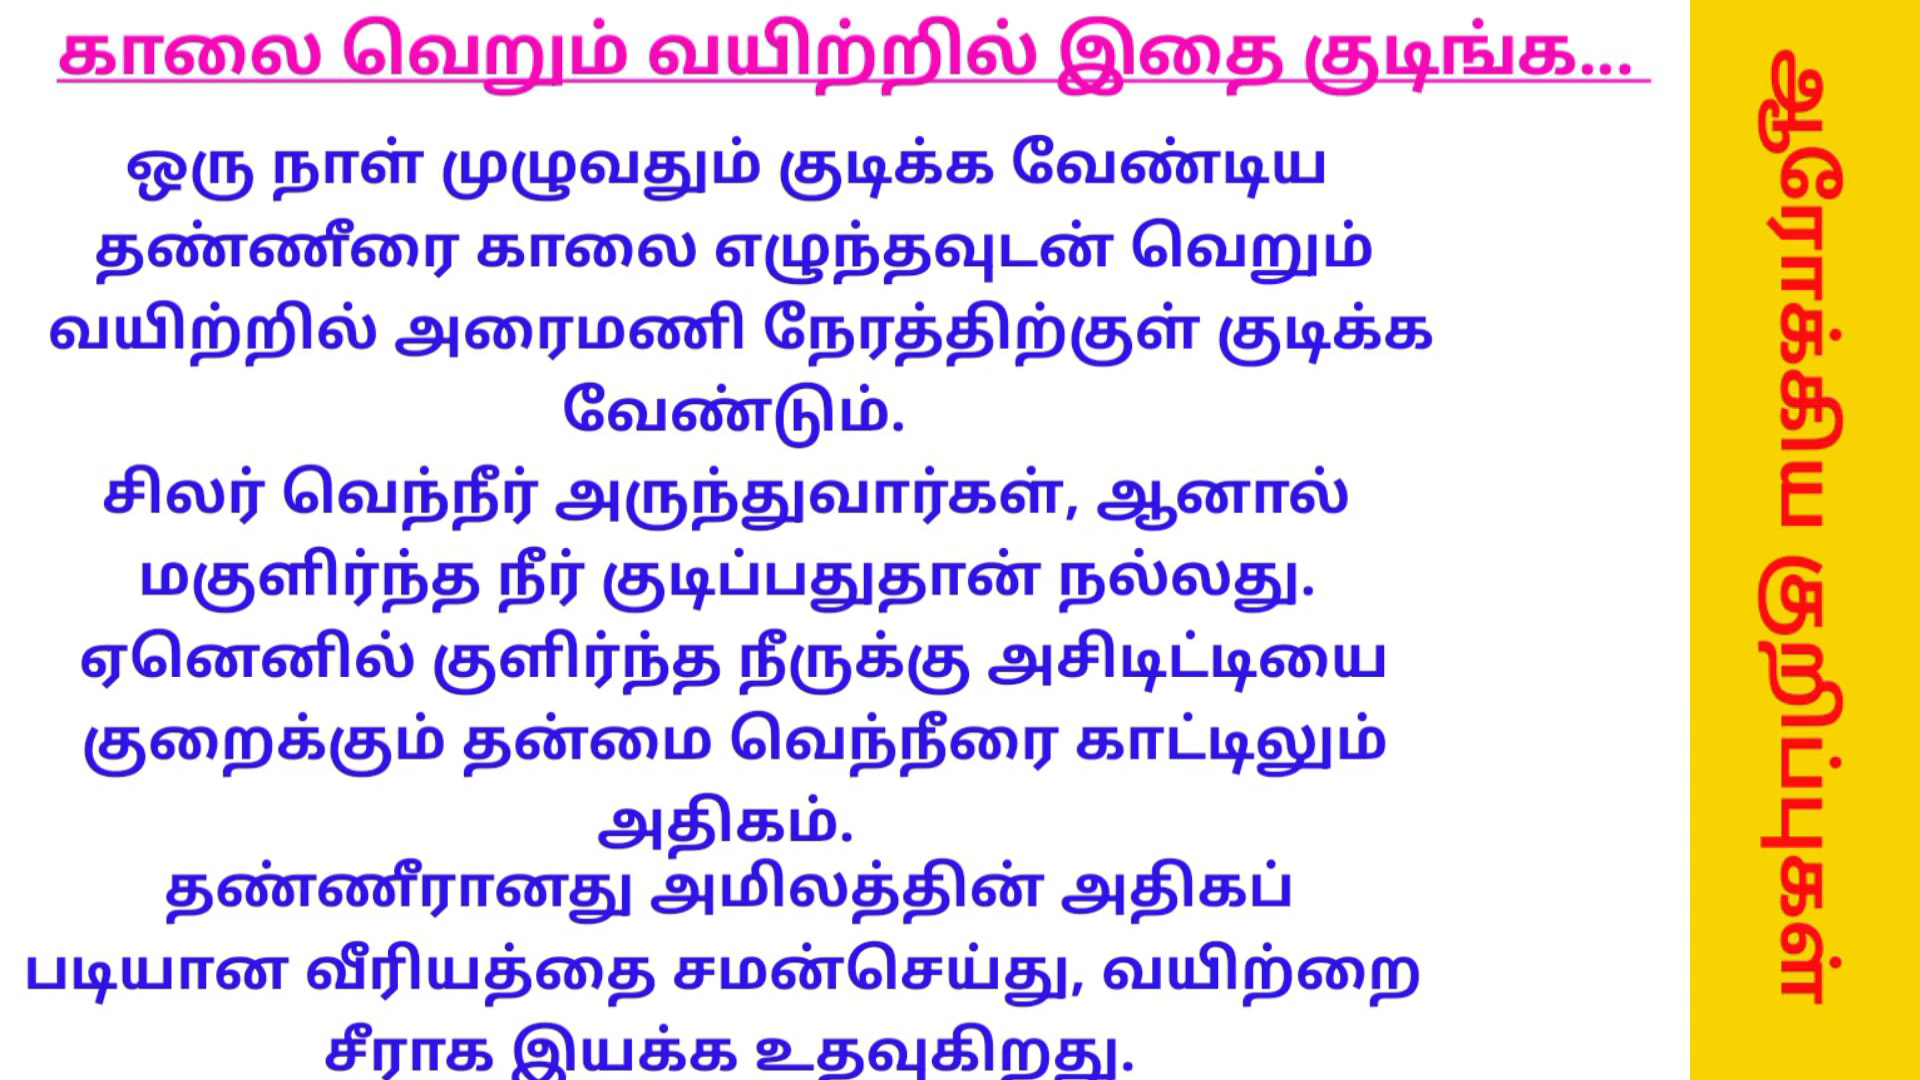 காலை வெறும் வயிற்றில் இதை குடிங்க...
ஒரு நாள் முழுவதும் குடிக்க வேண்டிய
தண்ணீரை காலை எழுந்தவுடன் வெறும்
வயிற்றில் அரைமணி நேரத்திற்குள் குடிக்க
வேண்டும்.
சிலர் வெந்நீர் அருந்துவார்கள், ஆனால்
மகுளிர்ந்த நீர் குடிப்பதுதான் நல்லது.
ஏனெனில் குளிர்ந்த நீருக்கு அசிடிட்டியை
குறைக்கும் தன்மை வெந்நீரை காட்டிலும்
அதிகம்.
தண்ணீரானது அமிலத்தின் அதிகப்
படியான வீரியத்தை சமன்செய்து, வயிற்றை
சீராக இயக்க உதவுகிறது.
ஆரோக்கிய குறிப்புகள்